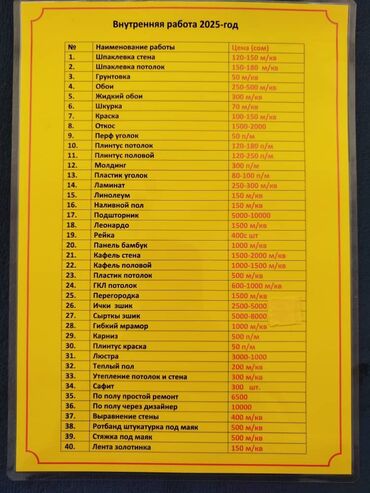 Внутренняя работа 2025-год
№ Наименование работы Цена (сом)
1. Шпаклевка стена 120-150 м/кв
2. Шпаклевка потолок 150-180 м/кв
3. Грунтовка 50 м/кв
4. Обои 250-500 м/кв
5. Жидкий обои 300 м/кв
6. Шкурка 70 м/кв
7. Краска 100-150 м/кв
8. Откос 1500-2000
9. Перф уголок 50 п/м
10. Плинтус потолок 120-180 п/м
11. Плинтус половой 120-250 п/м
12. Молдинг 300 п/м
13. Пластик уголок 80-100 п/м
14. Ламинат 250-300 м/кв
15. Линолеум 150 м/кв
16. Наливной пол 150 м/кв
17. Подшторник 5000-10000
18. Леонардо 1500 м/кв
19. Рейка 400с шт
20. Панель бамбук 1000 м/кв
21. Кафель стена 1500-2000 м/кв
22. Кафель половой 1000-1500 м/кв
23. Пластик потолок 500 м/кв
24. ГКЛ потолок 600-1000 м/кв
25. Перегородка 1500 м/кв
26. Ички эшик 2500-5000
27. Сырткы эшик 5000-8000
28. Гибкий мрамор 1000 м/кв
29. Карниз 500 п/м
30. Плинтус краска 50 п/м
31. Люстра 3000-1000
32. Теплый пол 200 м/кв
33. Утепление потолок и стена 300 м/кв
34. Сафит 300 шт.
35. По полу простой ремонт 6500
36. По полу через дизайнер 10000
37. Выравнение стены 400 м/кв
38. Ротбанд штукатурка под маяк 500 м/кв
39. Стяжка под маяк 500 м/кв
40. Лента золотинка 150 м/кв